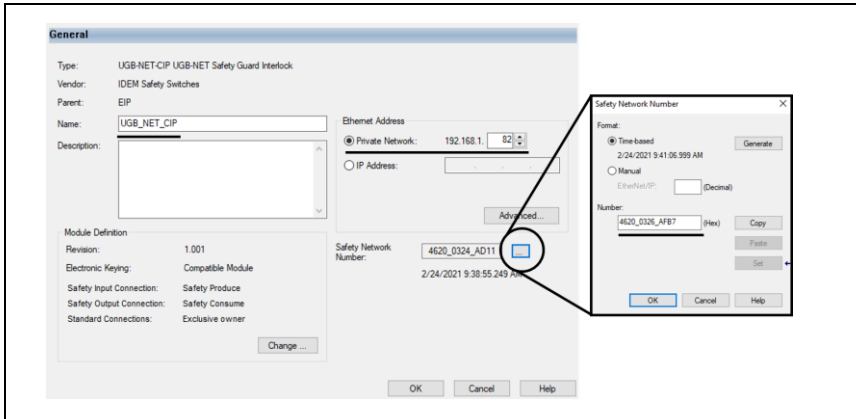 General
Type: UGB-NET-CIP UGB-NET Safety Guard Interlock
Vendor: IDEM Safety Switches
Parent: EIP
Name: UGB_NET_CIP
Description:
Ethernet Address
Private Network: 192.168.1. 82
IP Address: . . .
Advanced...
Module Definition
Revision: 1.001
Electronic Keying: Compatible Module
Safety Input Connection: Safety Produce
Safety Output Connection: Safety Consume
Standard Connections: Exclusive owner
Change ...
Safety Network
Number:
4620_0324_AD11 ...
2/24/2021 9:38:55.249 AM
OK Cancel Help
Safety Network Number
Format:
Time-based Generate
2/24/2021 9:41:06.999 AM
Manual
EtherNet/IP: (Decimal)
Number:
4620_0326_AFB7 (Hex) Copy
Paste
Set
OK Cancel Help